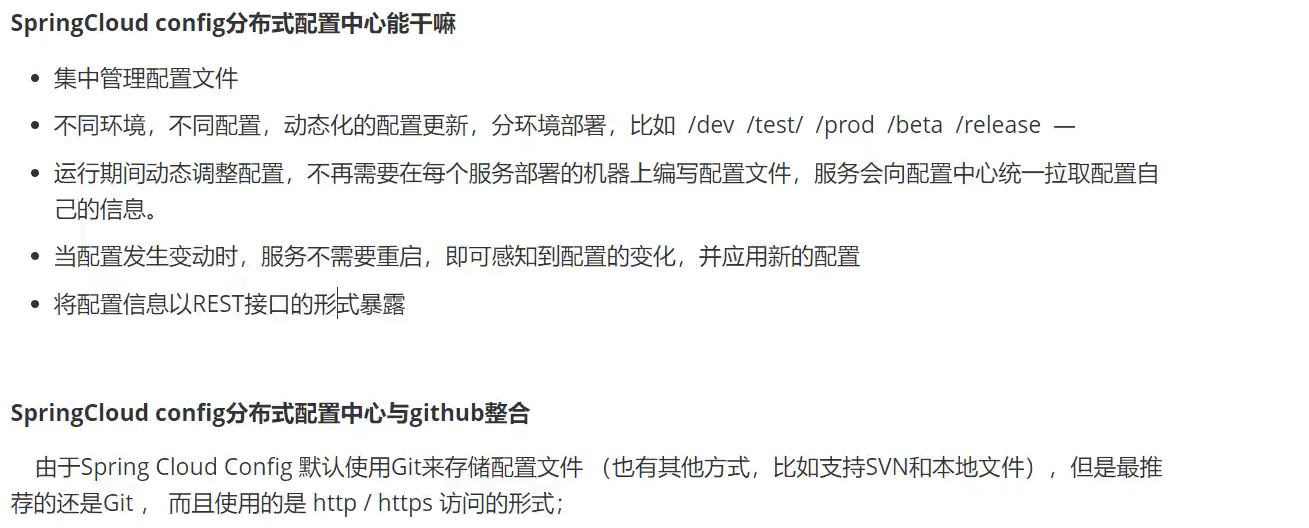 SpringCloud config分布式配置中心能干嘛
集中管理配置文件
不同环境，不同配置，动态化的配置更新，分环境部署，比如 /dev /test/ /prod /beta /release —
运行期间动态调整配置，不再需要在每个服务部署的机器上编写配置文件，服务会向配置中心统一拉取配置自
己的信息。
当配置发生变动时，服务不需要重启，即可感知到配置的变化，并应用新的配置
将配置信息以REST接口的形式暴露
SpringCloud config分布式配置中心与github整合
由于Spring Cloud Config 默认使用Git来存储配置文件 （也有其他方式，比如支持SVN和本地文件），但是最推
荐的还是Git ， 而且使用的是 http / https 访问的形式；